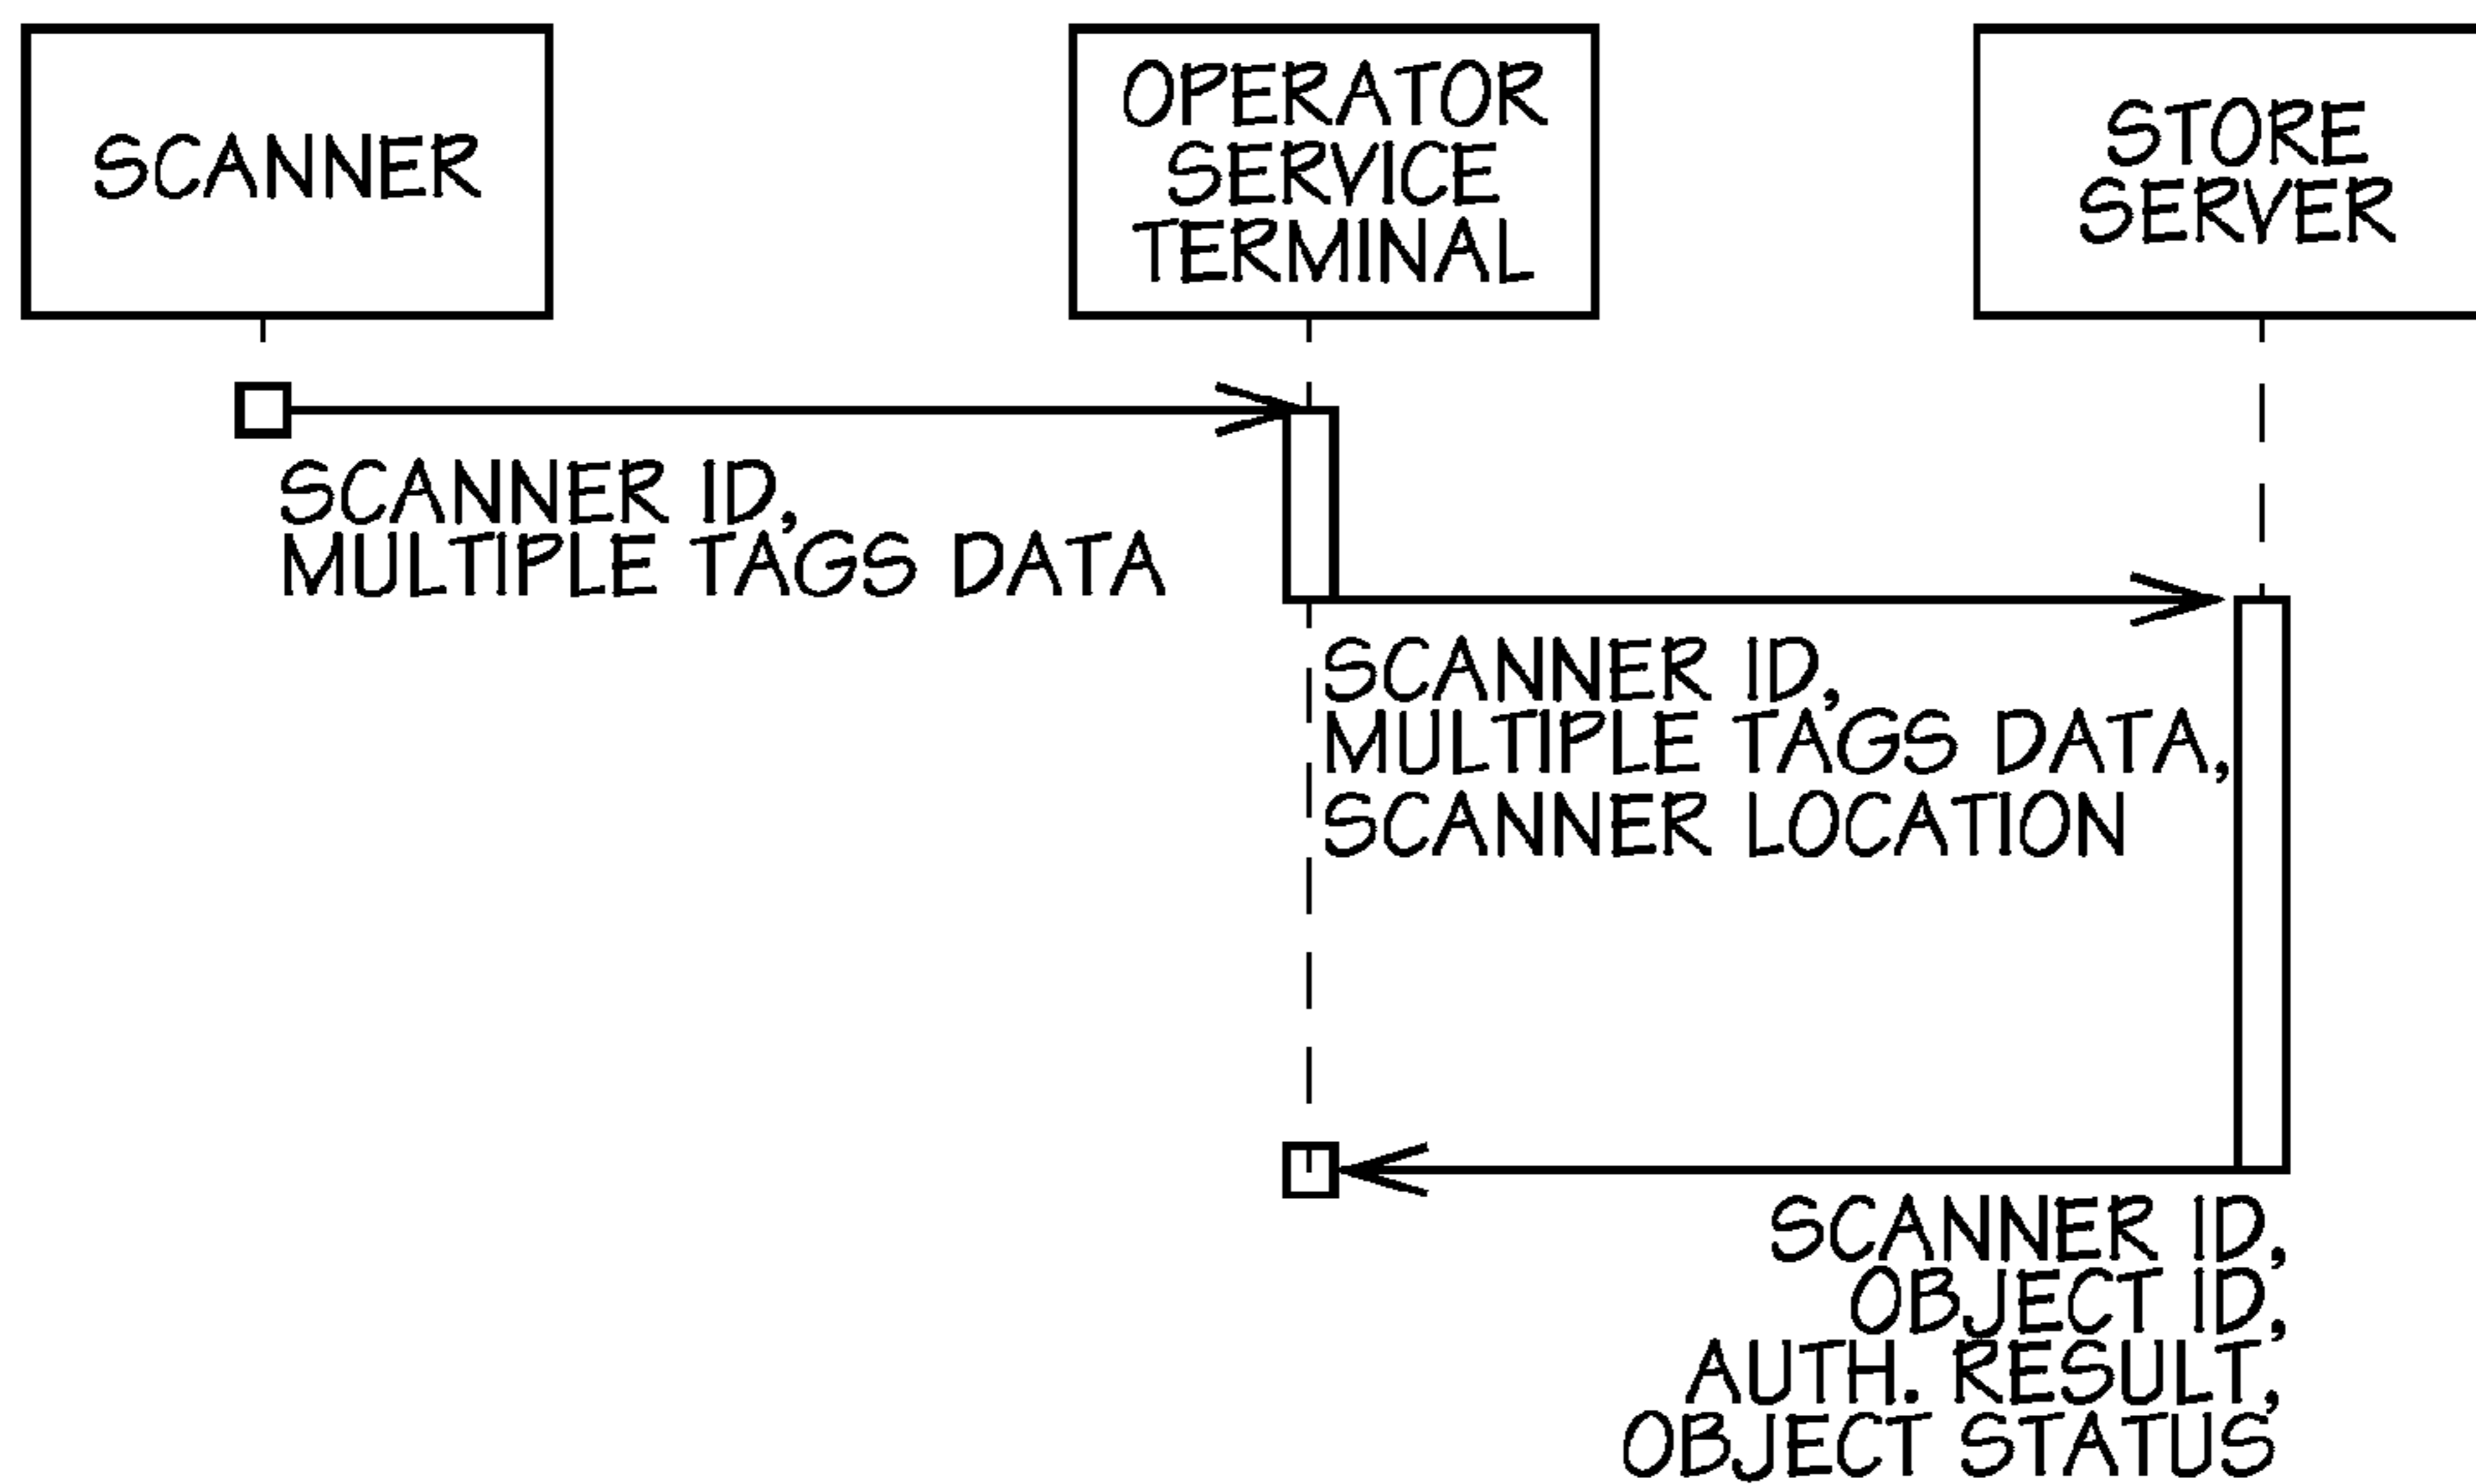 SCANNER
OPERATOR
SERVICE
TERMINAL
STORE
SERVER
SCANNER ID,
MULTIPLE TAGS DATA
SCANNER ID,
MULTIPLE TAGS DATA,
SCANNER LOCATION
SCANNER ID,
OBJECT ID,
AUTH. RESULT,
OBJECT STATUS